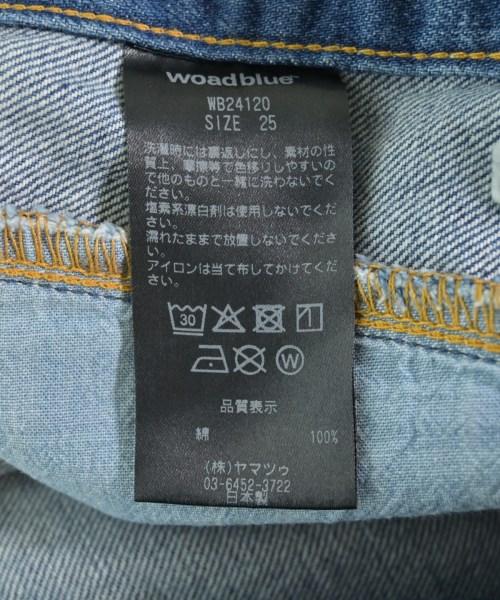 woadblue
WB24120
SIZE 25
洗濯時には裏返しにし、素材の性
質上、摩擦等で色移りしやすいの
で他のものと一緒に洗わないでく
ださい。
塩素系漂白剤は使用しないでくだ
さい。
濡れたままで放置しないでくださ
い。
アイロンは当て布してかけてくだ
さい。
30
W
品質表示
綿 100%
(株)ヤマツゥ
03-6452-3722
日本製